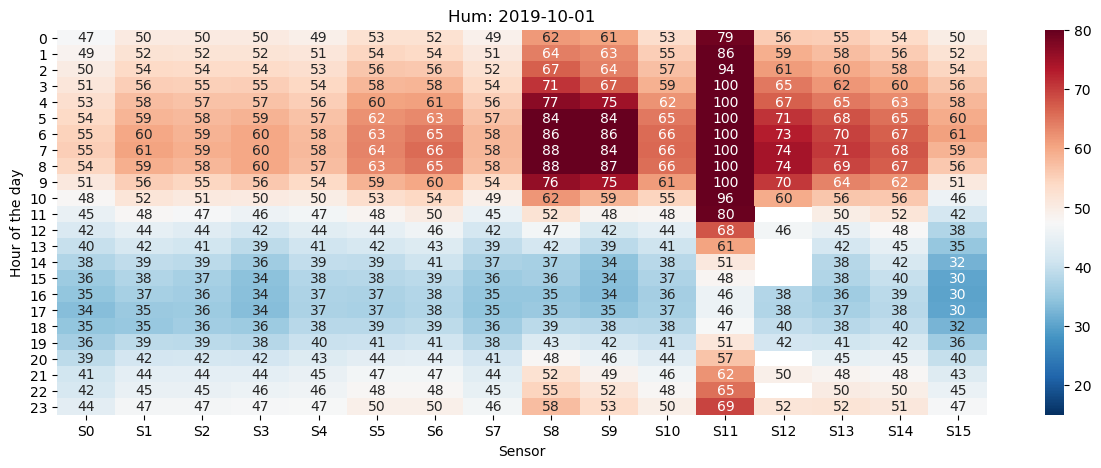 Hum: 2019-10-01
0 47 50 50 50 49 53 52 49 62 61 53 79 56 55 54 50
1 49 52 52 52 51 54 54 51 64 63 55 86 59 58 56 52
2 50 54 54 54 53 56 56 52 67 64 57 94 61 60 58 54
3 51 56 55 55 54 58 58 54 71 67 59 100 65 62 60 56
4 53 58 57 57 56 60 61 56 77 75 62 100 67 65 63 58
5 54 59 58 59 57 62 63 57 84 84 65 100 71 68 65 60
6 55 60 59 60 58 63 65 58 86 86 66 100 73 70 67 61
7 55 61 59 60 58 64 66 58 88 84 66 100 74 71 68 59
8 54 59 58 60 57 63 65 58 88 87 66 100 74 69 67 56
9 51 56 55 56 54 59 60 54 76 75 61 100 70 64 62 51
10 48 52 51 50 50 53 54 49 62 59 55 96 60 56 56 46
11 45 48 47 46 47 48 50 45 52 48 48 80 50 52 42
12 42 44 44 42 44 44 46 42 47 42 44 68 46 45 48 38
13 40 42 41 39 41 42 43 39 42 39 41 61 42 45 35
14 38 39 39 36 39 39 41 37 37 34 38 51 38 42 32
15 36 38 37 34 38 38 39 36 36 34 37 48 38 40 30
16 35 37 36 34 37 37 38 35 35 34 36 46 38 36 39 30
17 34 35 36 34 37 37 38 35 35 35 37 46 38 37 38 30
18 35 35 36 36 38 39 39 36 39 38 38 47 40 38 40 32
19 36 39 39 38 40 41 41 38 43 42 41 51 42 41 42 36
20 39 42 42 42 43 44 44 41 48 46 44 57 45 45 40
21 41 44 44 44 45 47 47 44 52 49 46 62 50 48 48 43
22 42 45 45 46 46 48 48 45 55 52 48 65 50 50 45
23 44 47 47 47 47 50 50 46 58 53 50 69 52 52 51 47
S0 S1 S2 S3 S4 S5 S6 S7 S8 S9 S10 S11 S12 S13 S14 S15
Sensor
Hour of the day
80
70
60
50
40
30
20